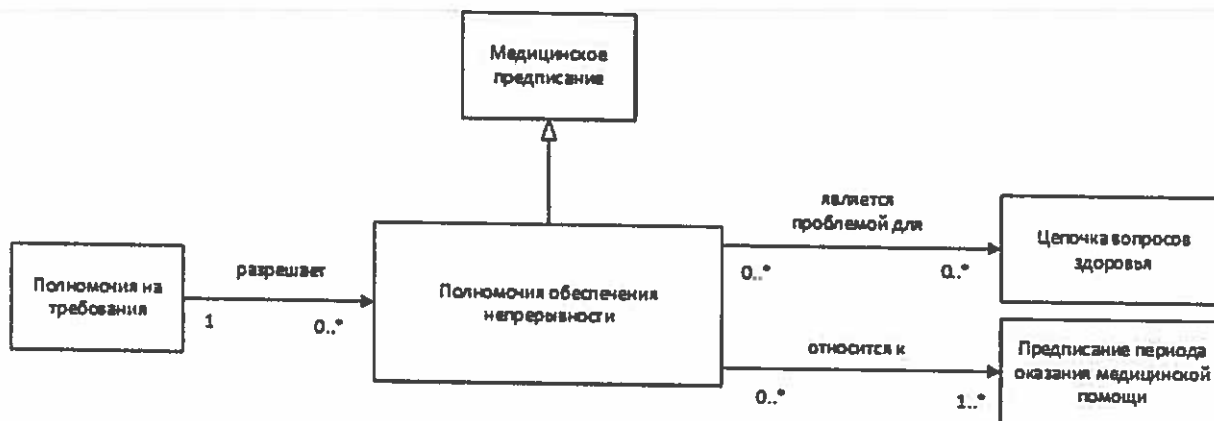 Медицинское
предписание
является
проблемой для
Цепочка вопросов
здоровья
0..*
0..*
разрешает
Полномочия на
требования
1
0..*
Полномочия обеспечения
непрерывности
относится к
Предписание периода
оказания медицинской
помощи
0..*
1..*